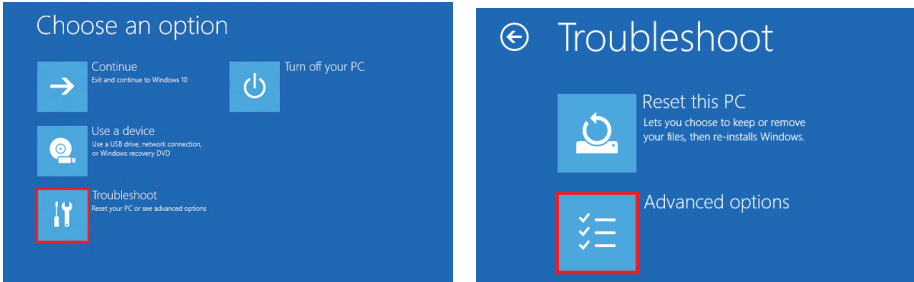 Choose an option
Continue
Exit and continue to Windows 10
Turn off your PC
Use a device
Use a USB drive, network connection,
or Windows recovery DVD
Troubleshoot
Reset your PC or see advanced options
Troubleshoot
Reset this PC
Lets you choose to keep or remove
your files, then re-installs Windows.
Advanced options